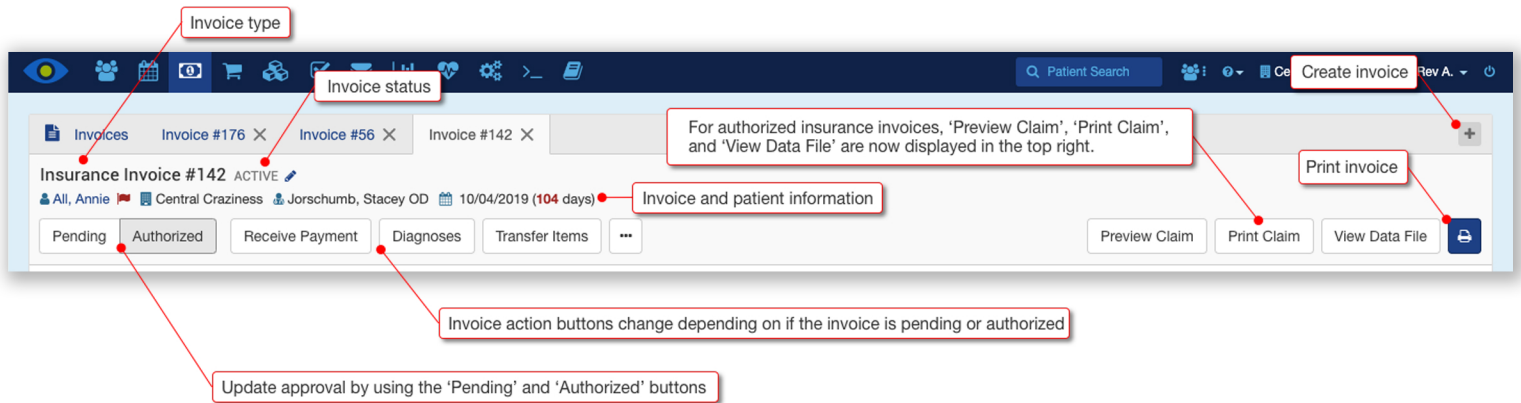 Invoice type
Invoice status
Patient Search
Ce
Create invoice
Rev A.
Invoices
Invoice #176
Invoice #56
Invoice #142
For authorized insurance invoices, ‘Preview Claim’, ‘Print Claim’,
and ‘View Data File’ are now displayed in the top right.
Insurance Invoice #142 ACTIVE
Print invoice
All, Annie Central Craziness Jorschumb, Stacey OD 10/04/2019 (104 days)
Invoice and patient information
Pending
Authorized
Receive Payment
Diagnoses
Transfer Items
Preview Claim
Print Claim
View Data File
Invoice action buttons change depending on if the invoice is pending or authorized
Update approval by using the ‘Pending’ and ‘Authorized’ buttons